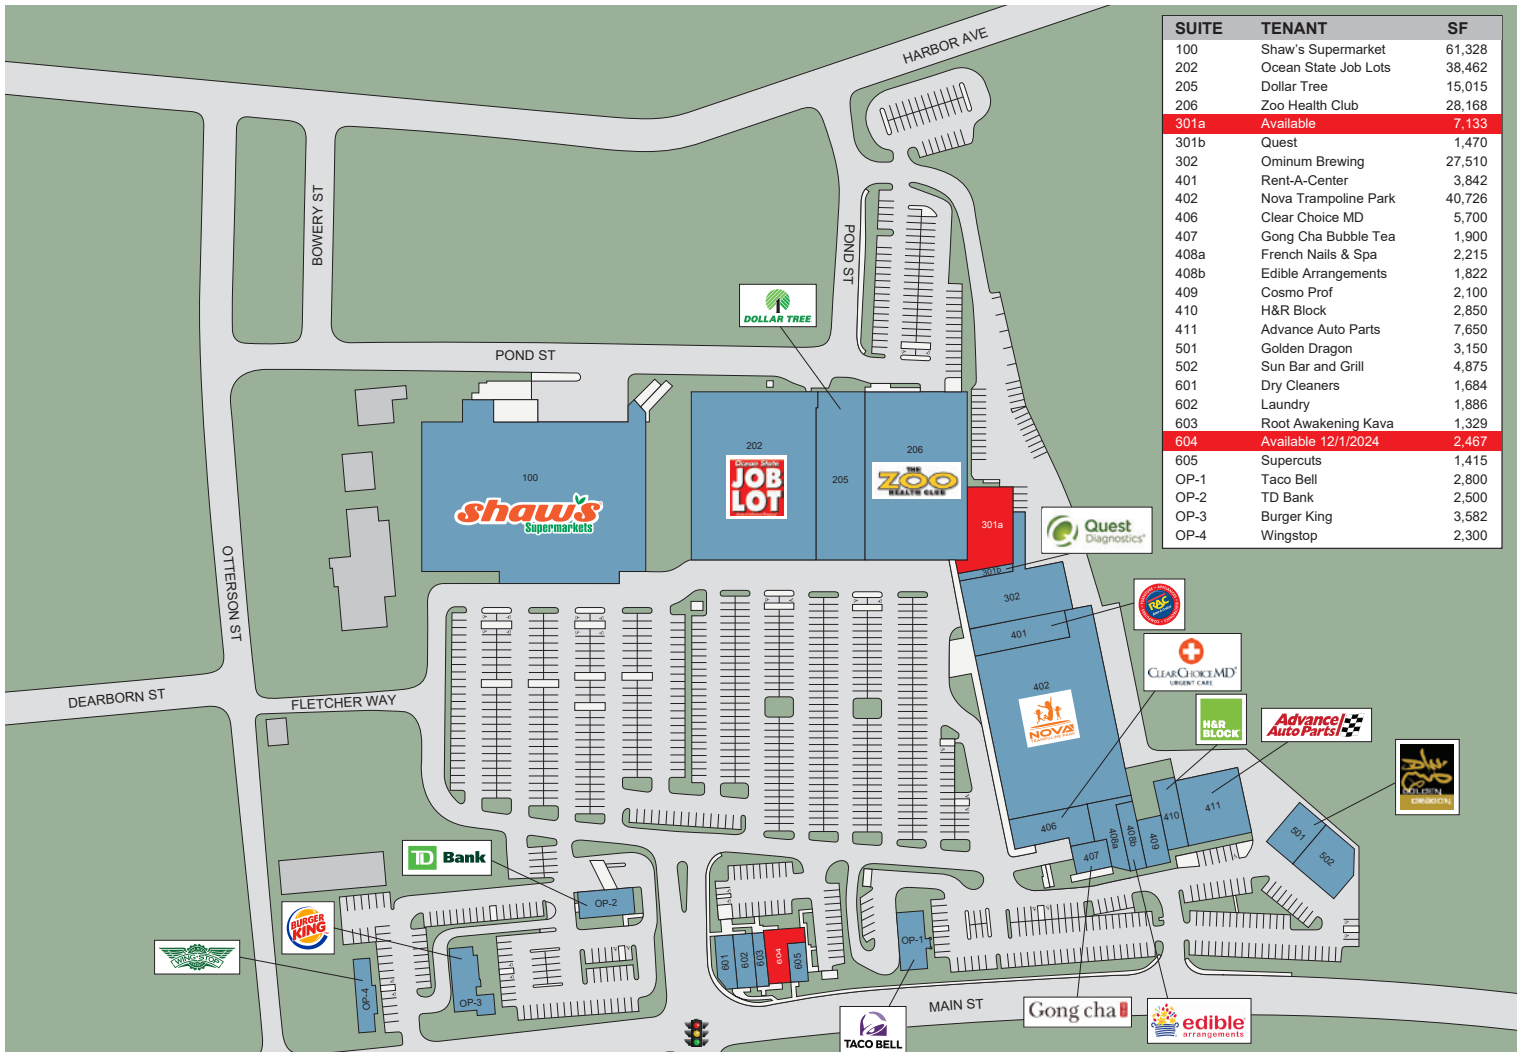 HARBOR AVE
SUITE TENANT SF
100 Shaw's Supermarket 61,328
202 Ocean State Job Lots 38,462
205 Dollar Tree 15,015
206 Zoo Health Club 28,168
301a Available 7,133
301b Quest 1,470
302 Ominum Brewing 27,510
401 Rent-A-Center 3,842
402 Nova Trampoline Park 40,726
406 Clear Choice MD 5,700
407 Gong Cha Bubble Tea 1,900
408a French Nails & Spa 2,215
408b Edible Arrangements 1,822
409 Cosmo Prof 2,100
410 H&R Block 2,850
411 Advance Auto Parts 7,650
501 Golden Dragon 3,150
502 Sun Bar and Grill 4,875
601 Dry Cleaners 1,684
602 Laundry 1,886
603 Root Awakening Kava 1,329
604 Available 12/1/2024 2,467
605 Supercuts 1,415
OP-1 Taco Bell 2,800
OP-2 TD Bank 2,500
OP-3 Burger King 3,582
OP-4 Wingstop 2,300
BOWERY ST
POND ST
DOLLAR TREE
POND ST
202
206
100
205
Ocean State
JOB
LOT
THE
ZOO
HEALTH CLUB
shaw's
Supermarkets
301a
Quest
Diagnostics
301b
302
401
RAC
OTTERSON ST
ClearChoiceMD
URGENT CARE
402
NOVA
TRAMPOLINE PARK
DEARBORN ST
FLETCHER WAY
H&R
BLOCK
Advance
Auto Parts
GOLDEN
DRAGON
406
407
408a
408b
409
410
411
501
502
TD Bank
OP-2
BURGER
KING
WING-STOP
OP-4
OP-3
601
602
603
604
605
OP-1
MAIN ST
TACO BELL
Gong cha
edible
arrangements